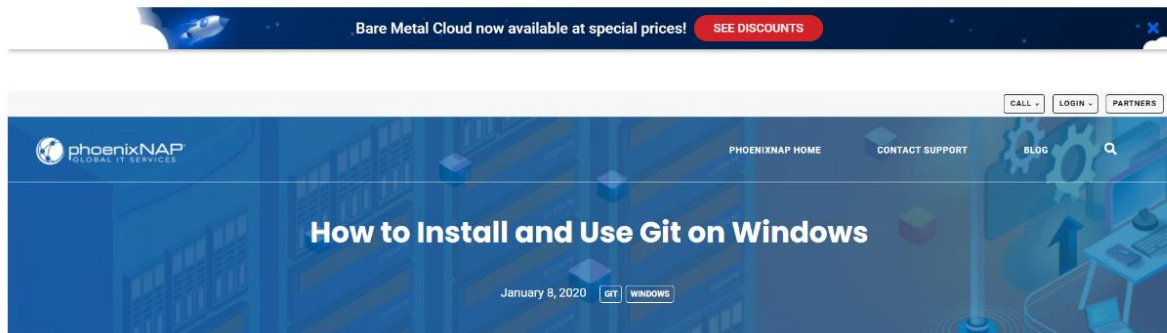 Bare Metal Cloud now available at special prices! SEE DISCOUNTS
CALL LOGIN PARTNERS
phoenixNAP
GLOBAL IT SERVICES
PHOENIXNAP HOME CONTACT SUPPORT BLOG
How to Install and Use Git on Windows
January 8, 2020 GIT WINDOWS